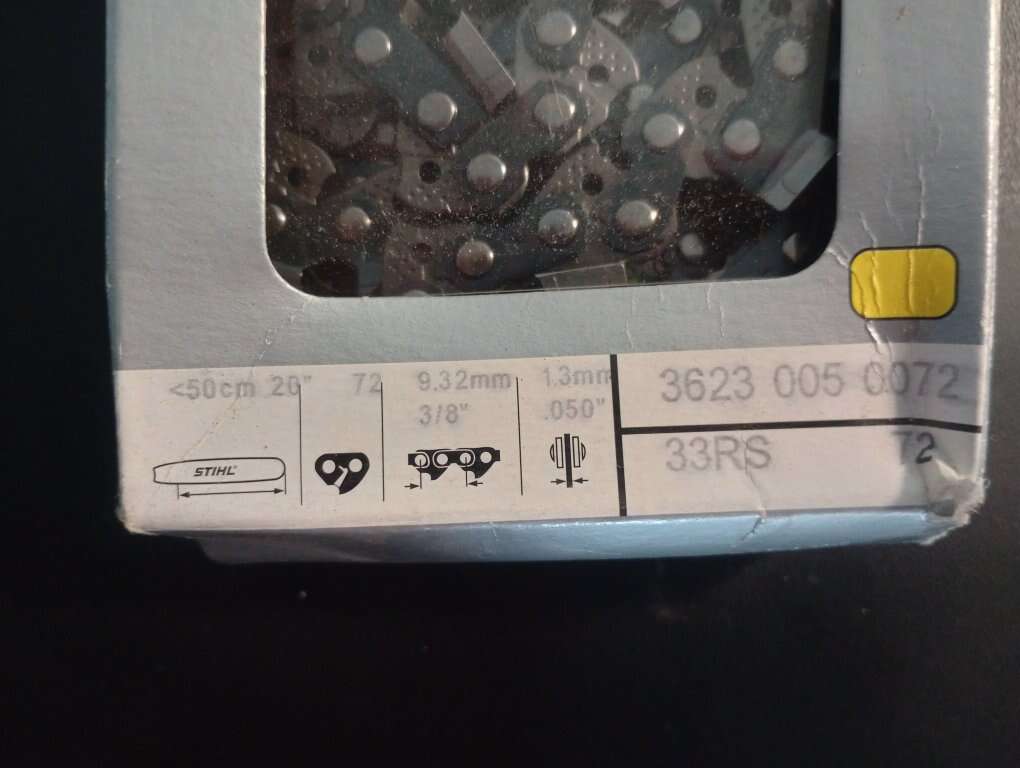 <50cm 20" 72 9.32mm 1.3mm
3/8" .050"
STIHL®
3623 005 0072
33RS 72